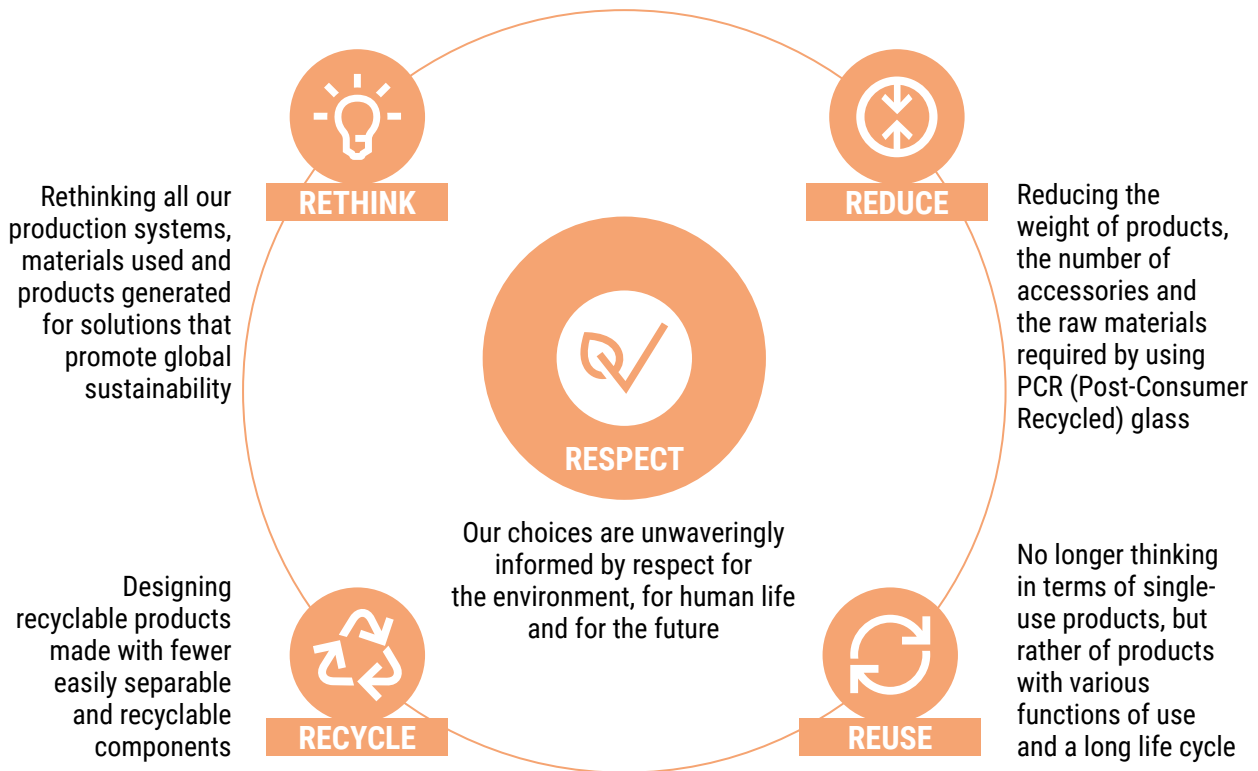 RETHINK
Rethinking all our
production systems,
materials used and
products generated
for solutions that
promote global
sustainability
REDUCE
Reducing the
weight of products,
the number of
accessories and
the raw materials
required by using
PCR (Post-Consumer
Recycled) glass
RESPECT
Our choices are unwaveringly
informed by respect for
the environment, for human life
and for the future
RECYCLE
Designing
recyclable products
made with fewer
easily separable
and recyclable
components
REUSE
No longer thinking
in terms of single-
use products, but
rather of products
with various
functions of use
and a long life cycle